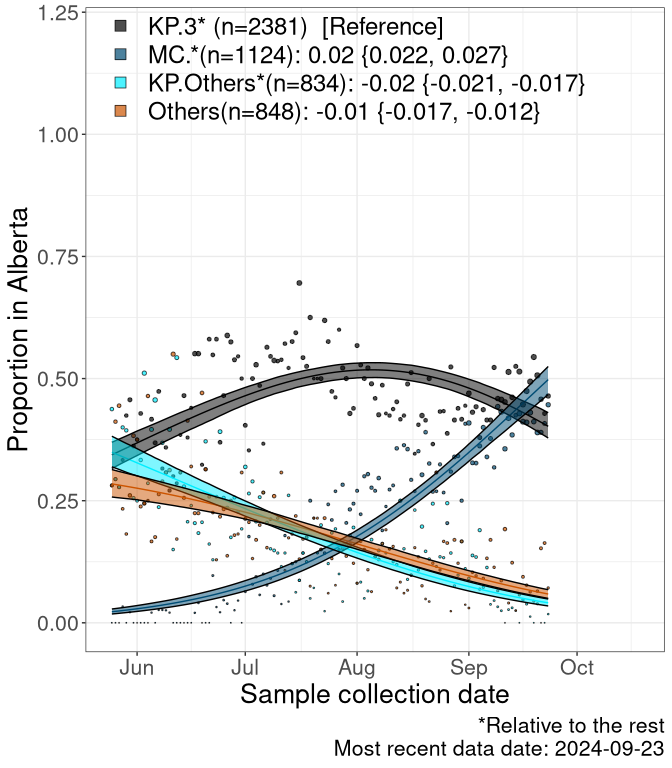 KP.3* (n=2381)  [Reference]
MC.*(n=1124): 0.02 {0.022, 0.027}
KP.Others*(n=834): -0.02 {-0.021, -0.017}
Others(n=848): -0.01 {-0.017, -0.012}
1.25
1.00
0.75
0.50
0.25
0.00
Proportion in Alberta
Jun Jul Aug Sep Oct
Sample collection date
*Relative to the rest
Most recent data date: 2024-09-23